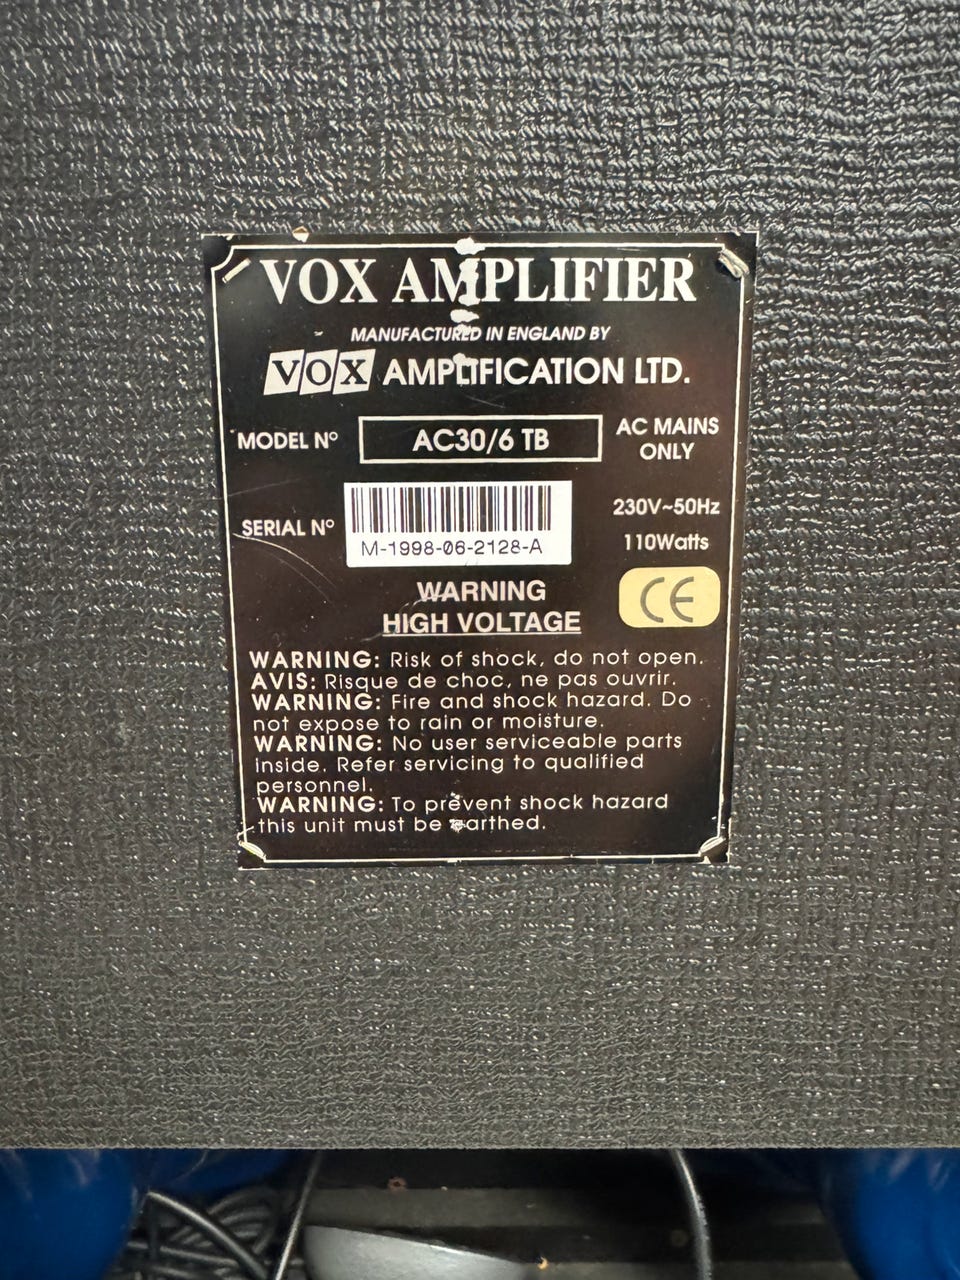 VOX AMPLIFIER
MANUFACTURED IN ENGLAND BY
VOX AMPLIFICATION LTD.
MODEL Nº AC30/6 TB AC MAINS ONLY
SERIAL Nº M-1998-06-2128-A
230V~50Hz
110Watts
CE
WARNING
HIGH VOLTAGE
WARNING: Risk of shock, do not open.
AVIS: Risque de choc, ne pas ouvrir.
WARNING: Fire and shock hazard. Do
not expose to rain or moisture.
WARNING: No user serviceable parts
inside. Refer servicing to qualified
personnel.
WARNING: To prevent shock hazard
this unit must be earthed.